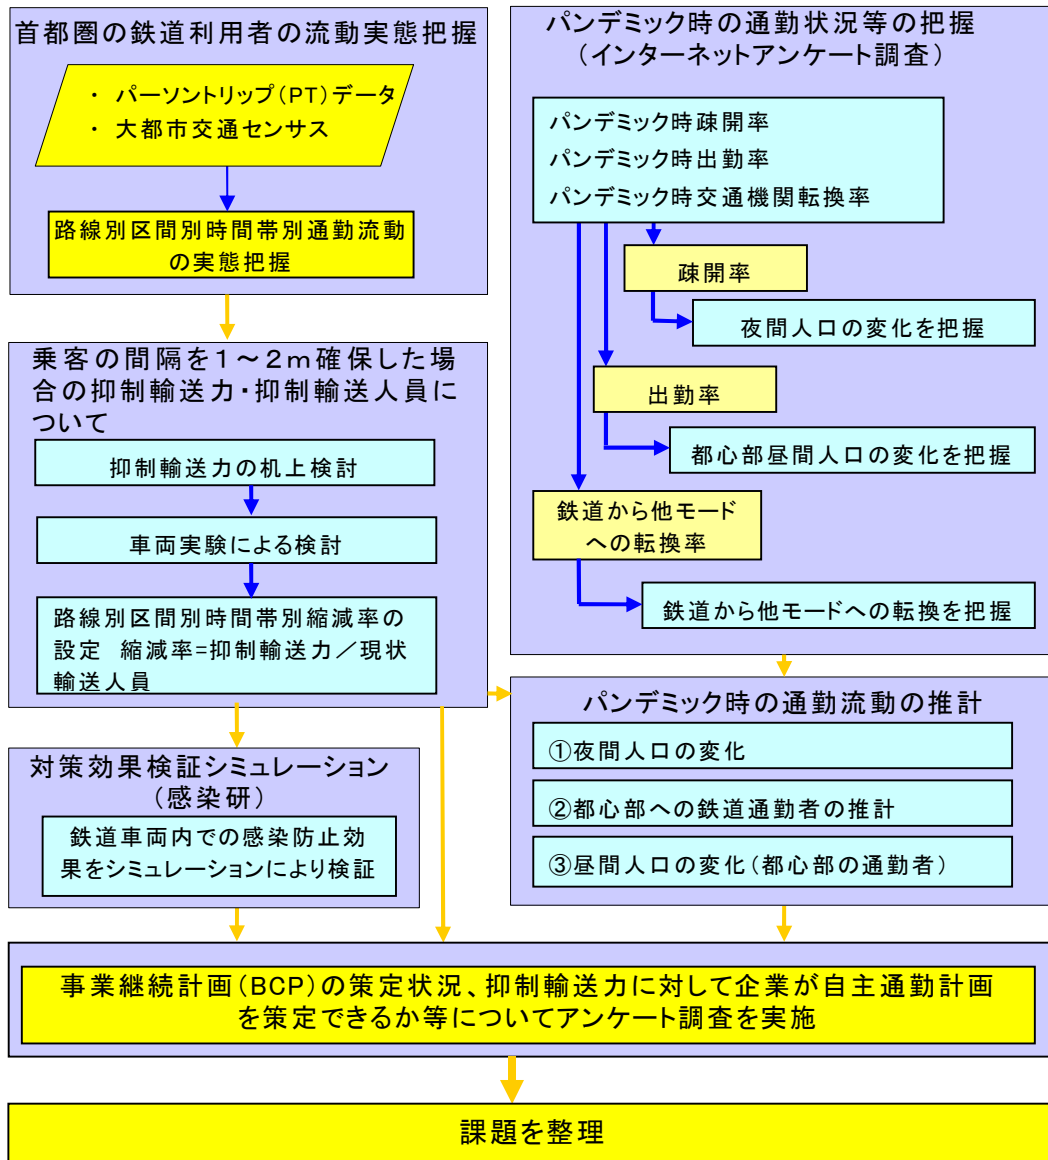 首都圏の鉄道利用者の流動実態把握
・ パーソントリップ(PT)データ
・ 大都市交通センサス
路線別区間別時間帯別通勤流動
の実態把握
乗客の間隔を1～2m確保した場
合の抑制輸送力・抑制輸送人員に
ついて
抑制輸送力の机上検討
車両実験による検討
路線別区間別時間帯別縮減率の
設定 縮減率=抑制輸送力／現状
輸送人員
対策効果検証シミュレーション
(感染研)
鉄道車両内での感染防止効
果をシミュレーションにより検証
パンデミック時の通勤状況等の把握
(インターネットアンケート調査)
パンデミック時疎開率
パンデミック時出勤率
パンデミック時交通機関転換率
疎開率
夜間人口の変化を把握
出勤率
都心部昼間人口の変化を把握
鉄道から他モード
への転換率
鉄道から他モードへの転換を把握
パンデミック時の通勤流動の推計
①夜間人口の変化
②都心部への鉄道通勤者の推計
③昼間人口の変化(都心部の通勤者)
事業継続計画(BCP)の策定状況、抑制輸送力に対して企業が自主通勤計画
を策定できるか等についてアンケート調査を実施
課題を整理